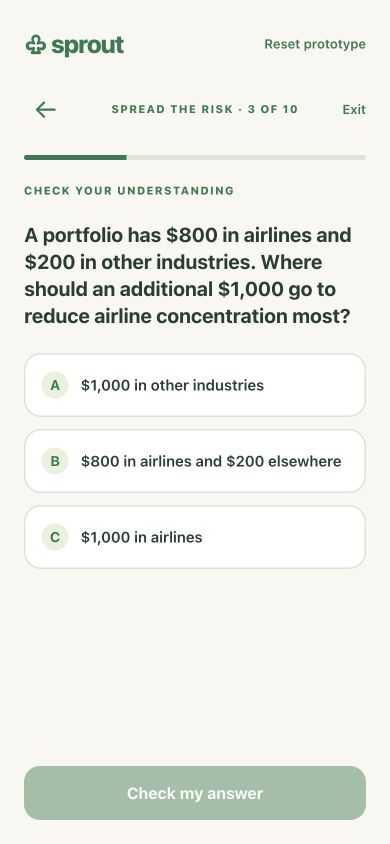 sprout
Reset prototype
SPREAD THE RISK · 3 OF 10
Exit
CHECK YOUR UNDERSTANDING
A portfolio has $800 in airlines and
$200 in other industries. Where
should an additional $1,000 go to
reduce airline concentration most?
A $1,000 in other industries
B $800 in airlines and $200 elsewhere
C $1,000 in airlines
Check my answer